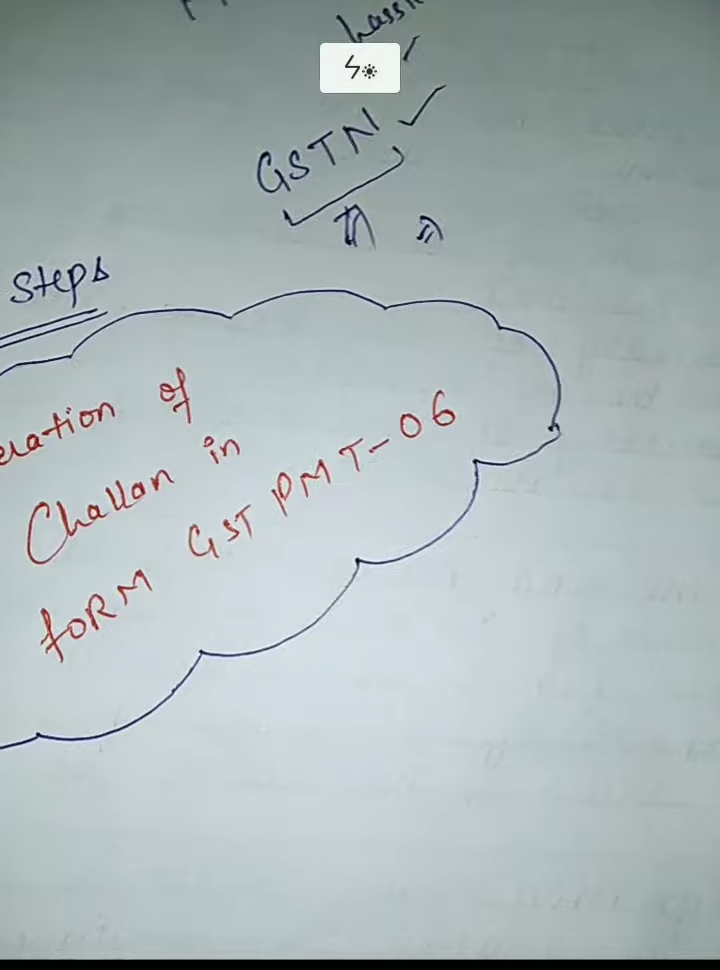 GSTN
Steps
eration of
Challan in
FORM GST PMT-06